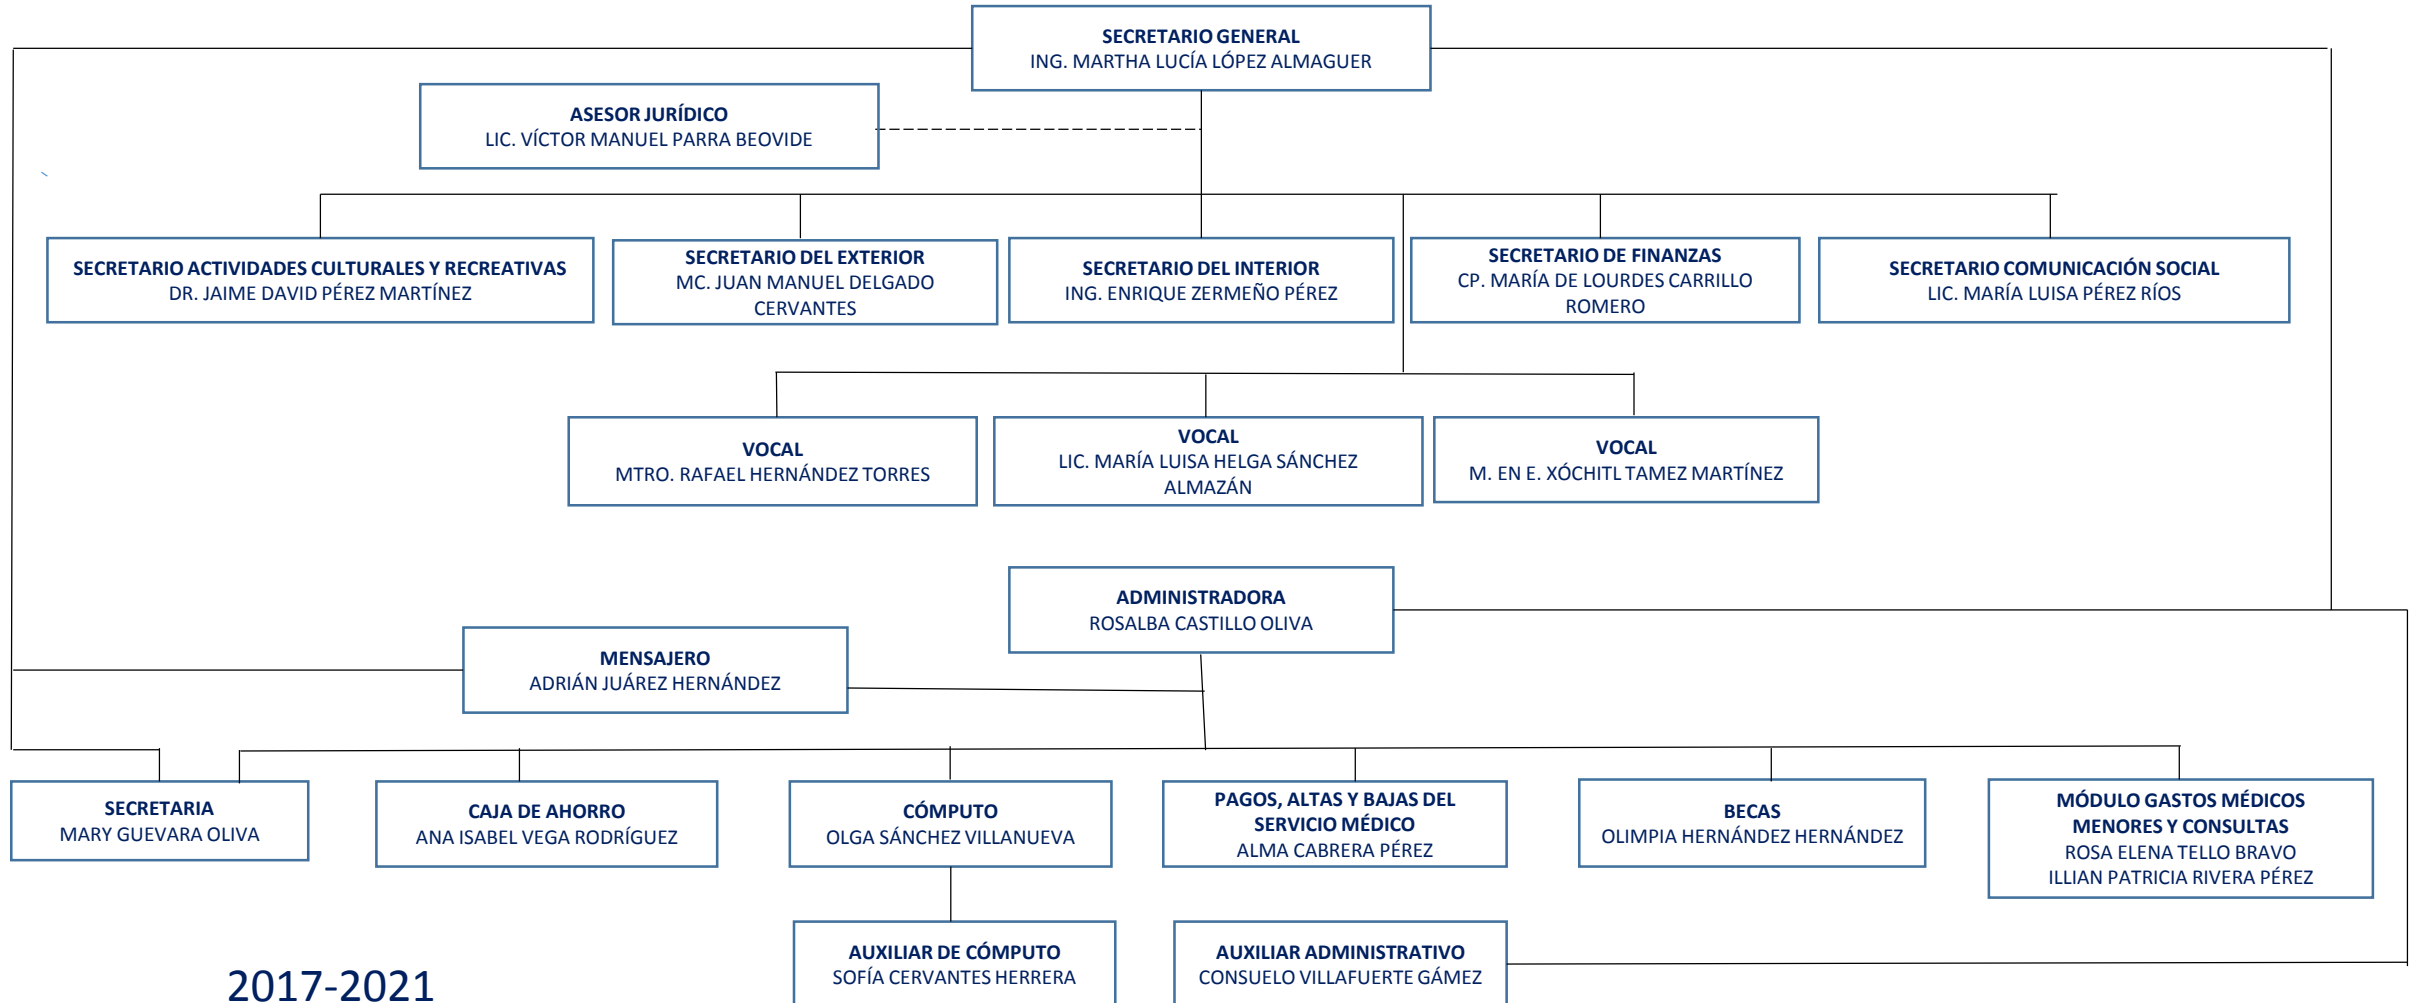 SECRETARIO GENERAL
ING. MARTHA LUCÍA LÓPEZ ALMAGUER
ASESOR JURÍDICO
LIC. VÍCTOR MANUEL PARRA BEOVIDE
SECRETARIO ACTIVIDADES CULTURALES Y RECREATIVAS
DR. JAIME DAVID PÉREZ MARTÍNEZ
SECRETARIO DEL EXTERIOR
MC. JUAN MANUEL DELGADO
CERVANTES
SECRETARIO DEL INTERIOR
ING. ENRIQUE ZERMEÑO PÉREZ
SECRETARIO DE FINANZAS
CP. MARÍA DE LOURDES CARRILLO
ROMERO
SECRETARIO COMUNICACIÓN SOCIAL
LIC. MARÍA LUISA PÉREZ RÍOS
VOCAL
MTRO. RAFAEL HERNÁNDEZ TORRES
VOCAL
LIC. MARÍA LUISA HELGA SÁNCHEZ
ALMAZÁN
VOCAL
M. EN E. XÓCHITL TAMEZ MARTÍNEZ
ADMINISTRADORA
ROSALBA CASTILLO OLIVA
MENSAJERO
ADRIÁN JUÁREZ HERNÁNDEZ
SECRETARIA
MARY GUEVARA OLIVA
CAJA DE AHORRO
ANA ISABEL VEGA RODRÍGUEZ
CÓMPUTO
OLGA SÁNCHEZ VILLANUEVA
PAGOS, ALTAS Y BAJAS DEL
SERVICIO MÉDICO
ALMA CABRERA PÉREZ
BECAS
OLIMPIA HERNÁNDEZ HERNÁNDEZ
MÓDULO GASTOS MÉDICOS
MENORES Y CONSULTAS
ROSA ELENA TELLO BRAVO
ILLIAN PATRICIA RIVERA PÉREZ
AUXILIAR DE CÓMPUTO
SOFÍA CERVANTES HERRERA
AUXILIAR ADMINISTRATIVO
CONSUELO VILLAFUERTE GÁMEZ
2017-2021